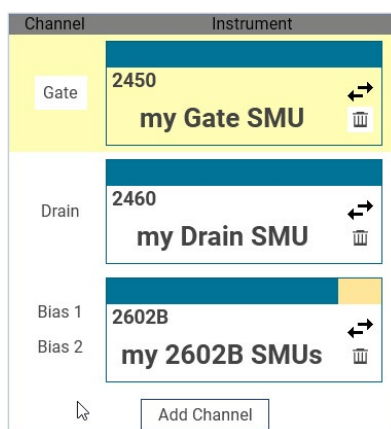 Channel Instrument
Gate
2450
my Gate SMU
Drain
2460
my Drain SMU
Bias 1
Bias 2
2602B
my 2602B SMUs
Add Channel